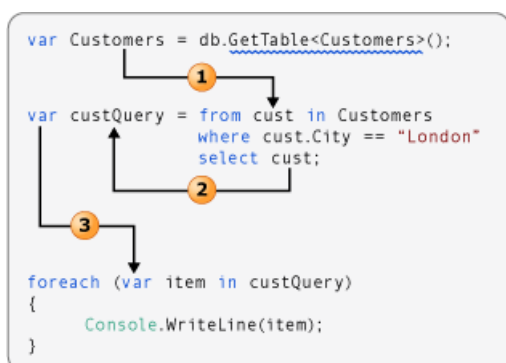 var Customers = db.GetTable<Customers>();
1
var custQuery = from cust in Customers
where cust.City == “London”
select cust;
2
3
foreach (var item in custQuery)
{
Console.WriteLine(item);
}